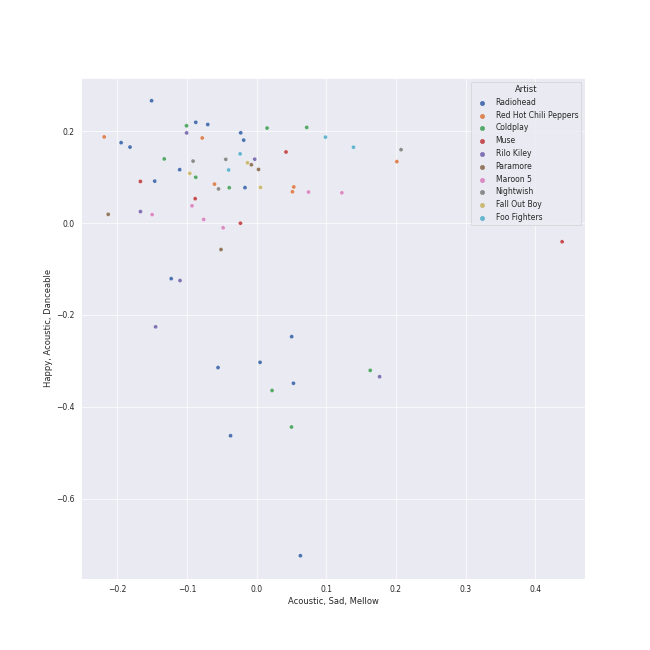 Artist
Radiohead
Red Hot Chili Peppers
Coldplay
Muse
Rilo Kiley
Paramore
Maroon 5
Nightwish
Fall Out Boy
Foo Fighters
Happy, Acoustic, Danceable
0.2
0.0
−0.2
−0.4
−0.6
−0.2 −0.1 0.0 0.1 0.2 0.3 0.4
Acoustic, Sad, Mellow